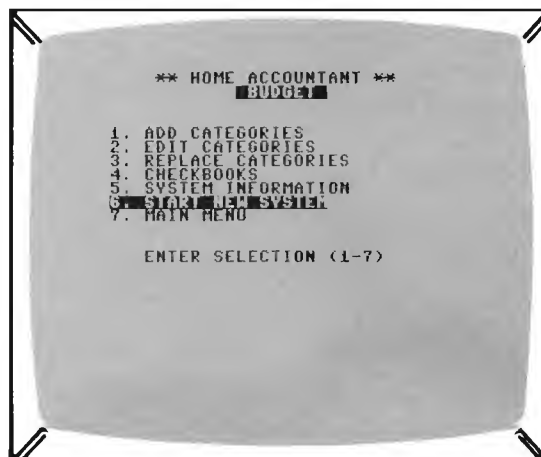 ** HOME ACCOUNTANT **
BUDGET
1. ADD CATEGORIES
2. EDIT CATEGORIES
3. REPLACE CATEGORIES
4. CHECKBOOKS
5. SYSTEM INFORMATION
6. START NEW SYSTEM
7. MAIN MENU
ENTER SELECTION (1-7)